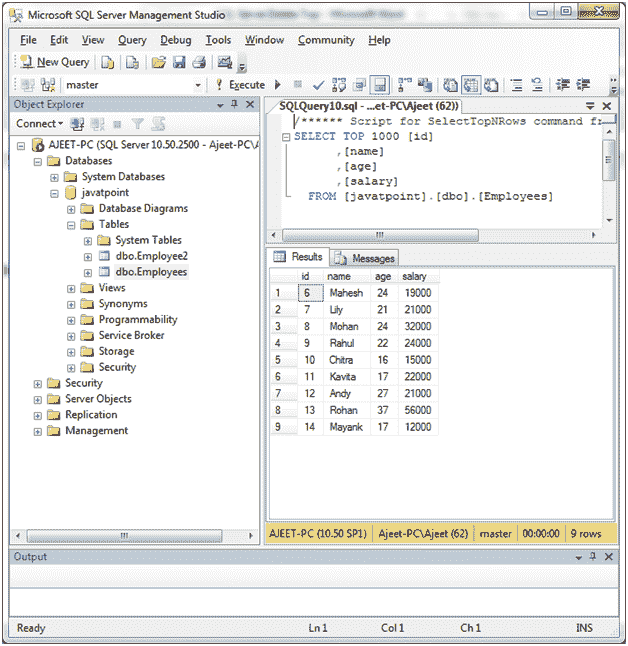 Microsoft SQL Server Management Studio
File Edit View Query Debug Tools Window Community Help
New Query
master Execute
Object Explorer
Connect
AJEET-PC (SQL Server 10.50.2500 - Ajeet-PC\A
Databases
System Databases
javatpoint
Database Diagrams
Tables
System Tables
dbo.Employee2
dbo.Employees
Views
Synonyms
Programmability
Service Broker
Storage
Security
Security
Server Objects
Replication
Management
SQLQuery10.sql - ...et-PC\Ajeet (62))
/****** Script for SelectTopNRows command fr
SELECT TOP 1000 [id]
,[name]
,[age]
,[salary]
FROM [javatpoint].[dbo].[Employees]
Results Messages
id name age salary
1 6 Mahesh 24 19000
2 7 Lily 21 21000
3 8 Mohan 24 32000
4 9 Rahul 22 24000
5 10 Chitra 16 15000
6 11 Kavita 17 22000
7 12 Andy 27 21000
8 13 Rohan 37 56000
9 14 Mayank 17 12000
AJEET-PC (10.50 SP1) Ajeet-PC\Ajeet (62) master 00:00:00 9 rows
Output
Ready Ln 1 Col 1 Ch 1 INS